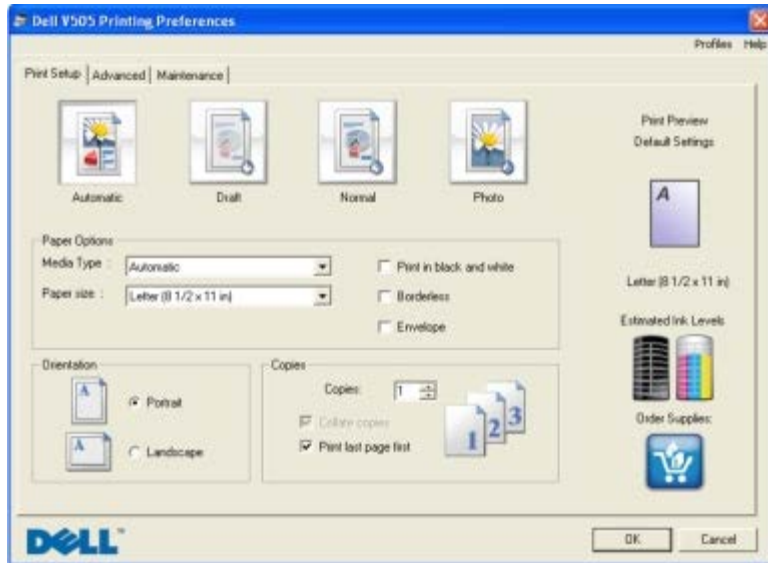 Dell V505 Printing Preferences
Profiles Help
Print Setup Advanced Maintenance
Automatic Draft Normal Photo
Print Preview
Default Settings
A
Letter (8 1/2 x 11 in)
Paper Options
Media Type : Automatic
Paper size : Letter (8 1/2 x 11 in)
Print in black and white
Borderless
Envelope
Estimated Ink Levels
Orientation
A Portrait
A Landscape
Copies
Copies: 1
Collate copies
Print last page first
1 2 3
Order Supplies:
DELL™
OK Cancel